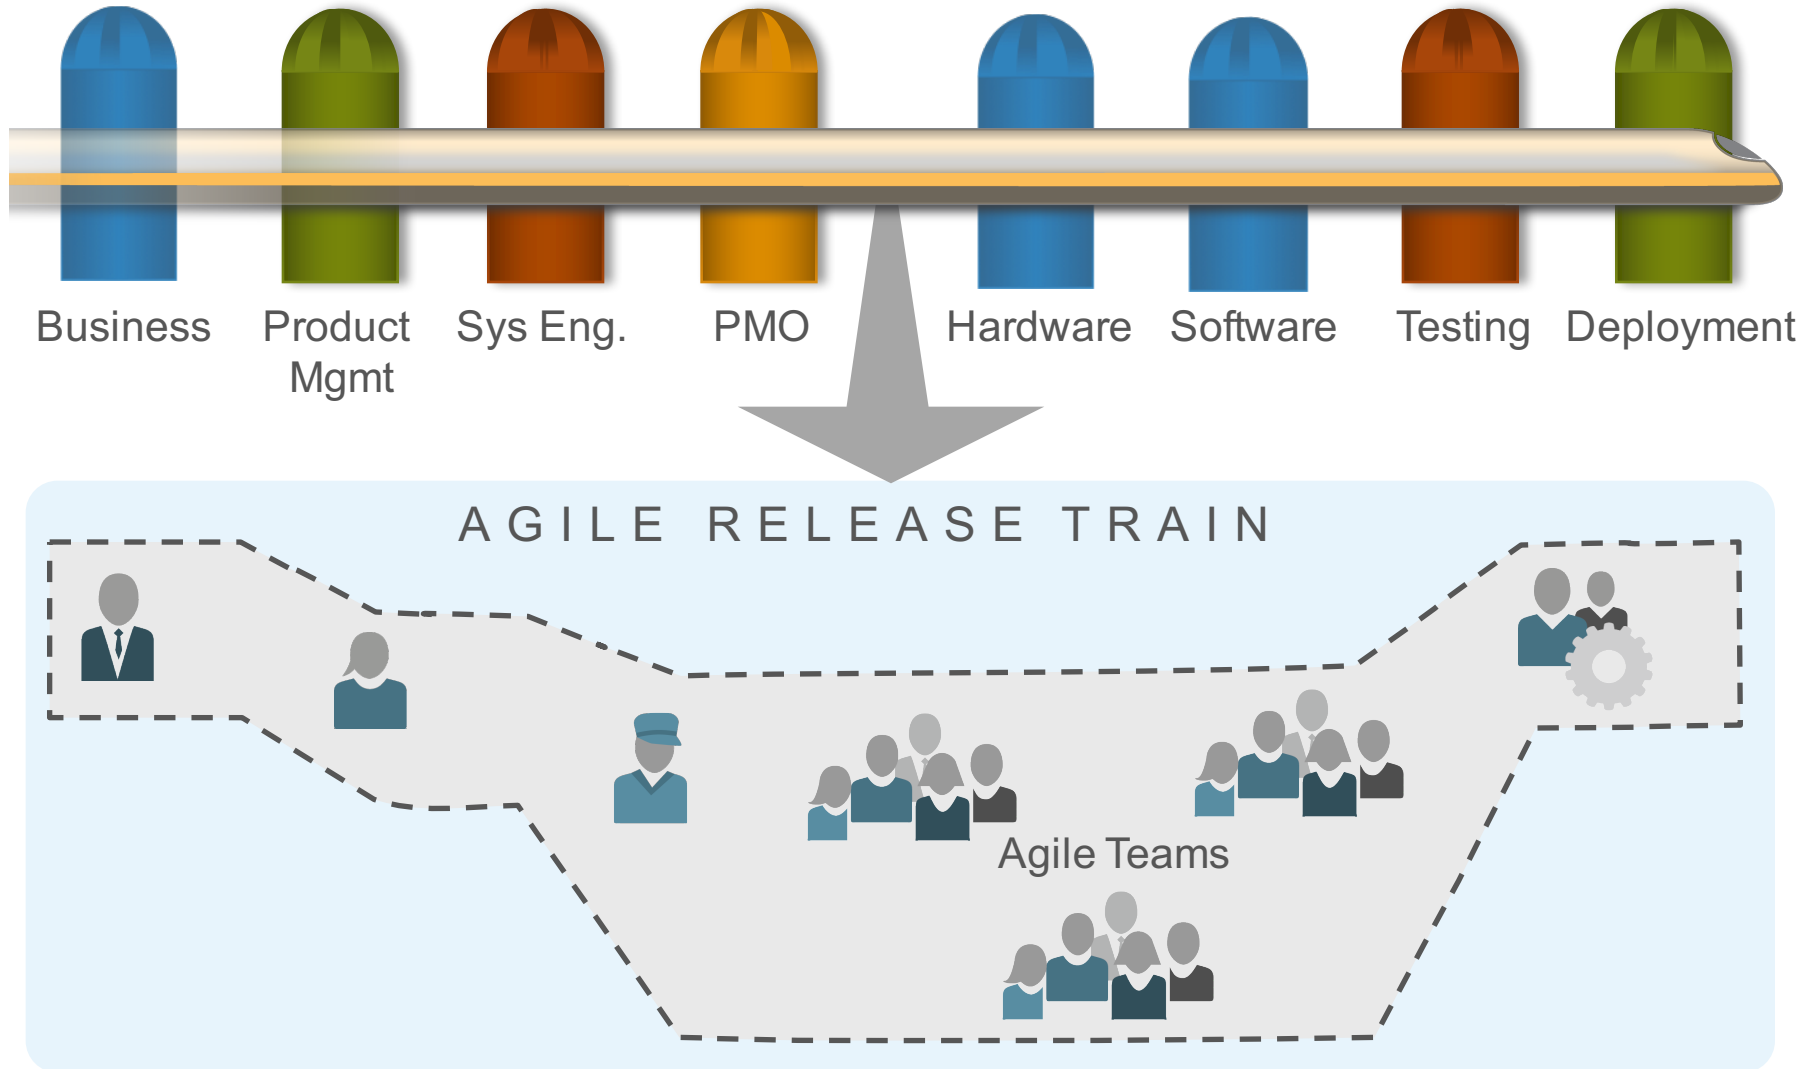 Business
Product
Mgmt
Sys Eng.
PMO
Hardware
Software
Testing
Deployment
AGILE RELEASE TRAIN
Agile Teams